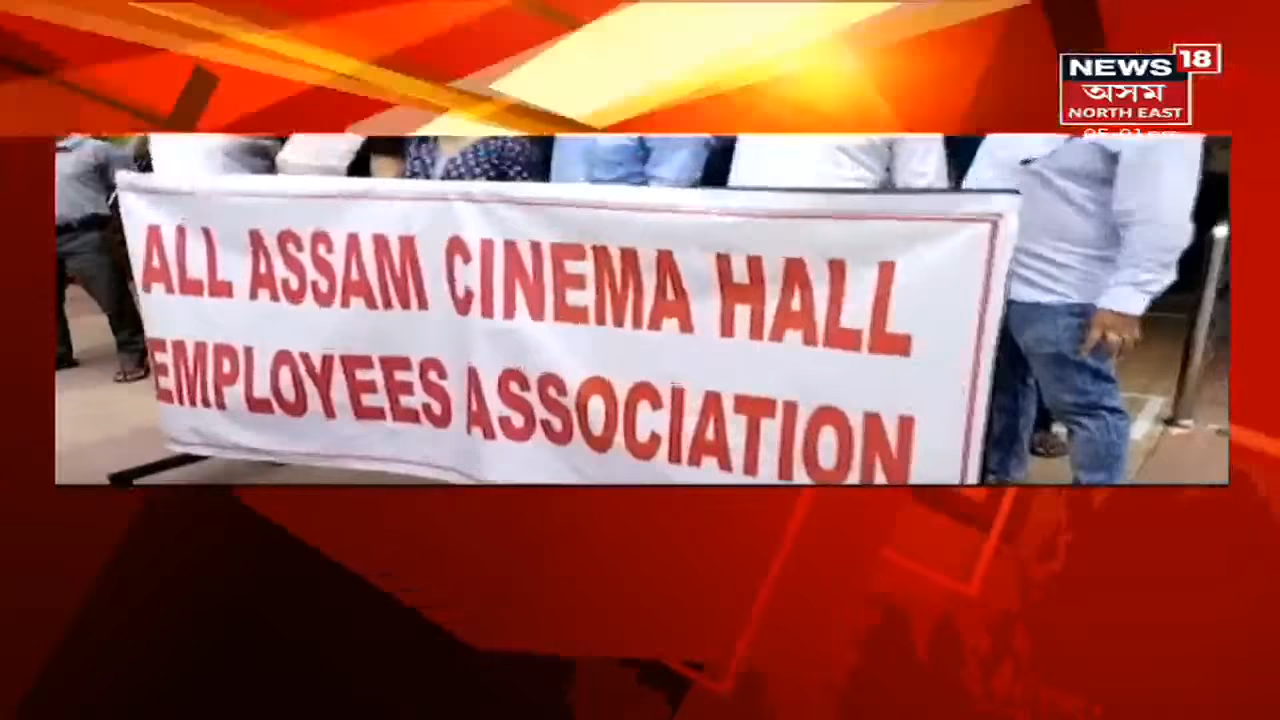 NEWS 18
অসম
NORTH EAST
ALL ASSAM CINEMA HALL
EMPLOYEES ASSOCIATION